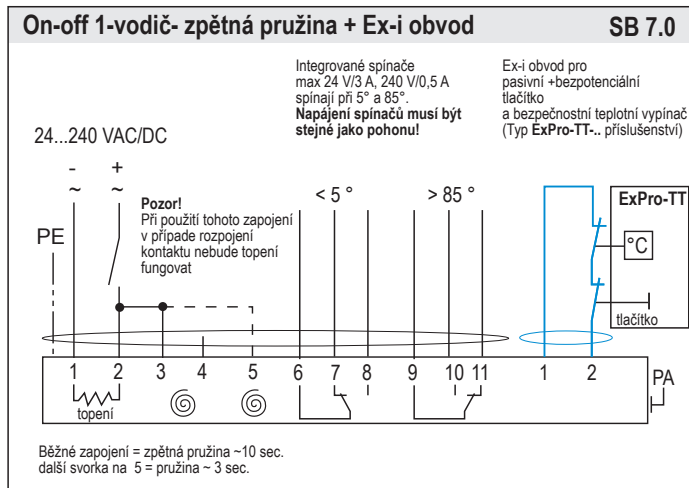 On-off 1-vodič- zpětná pružina + Ex-i obvod SB 7.0
Integrované spínače
max 24 V/3 A, 240 V/0,5 A
spínají při 5° a 85°.
Napájení spínačů musí být
stejné jako pohonu!
Ex-i obvod pro
pasivní +bezpotenciální
tlačítko
a bezpečnostní teplotní vypínač
(Typ ExPro-TT-.. příslušenství)
24...240 VAC/DC
- +
~ ~
Pozor!
Při použití tohoto zapojení
v případe rozpojení
kontaktu nebude topení
fungovat
< 5 ° > 85 °
ExPro-TT
°C
tlačítko
PE
1 2 3 4 5 6 7 8 9 10 11 1 2
PA
topení
Běžné zapojení = zpětná pružina ~10 sec.
další svorka na 5 = pružina ~ 3 sec.